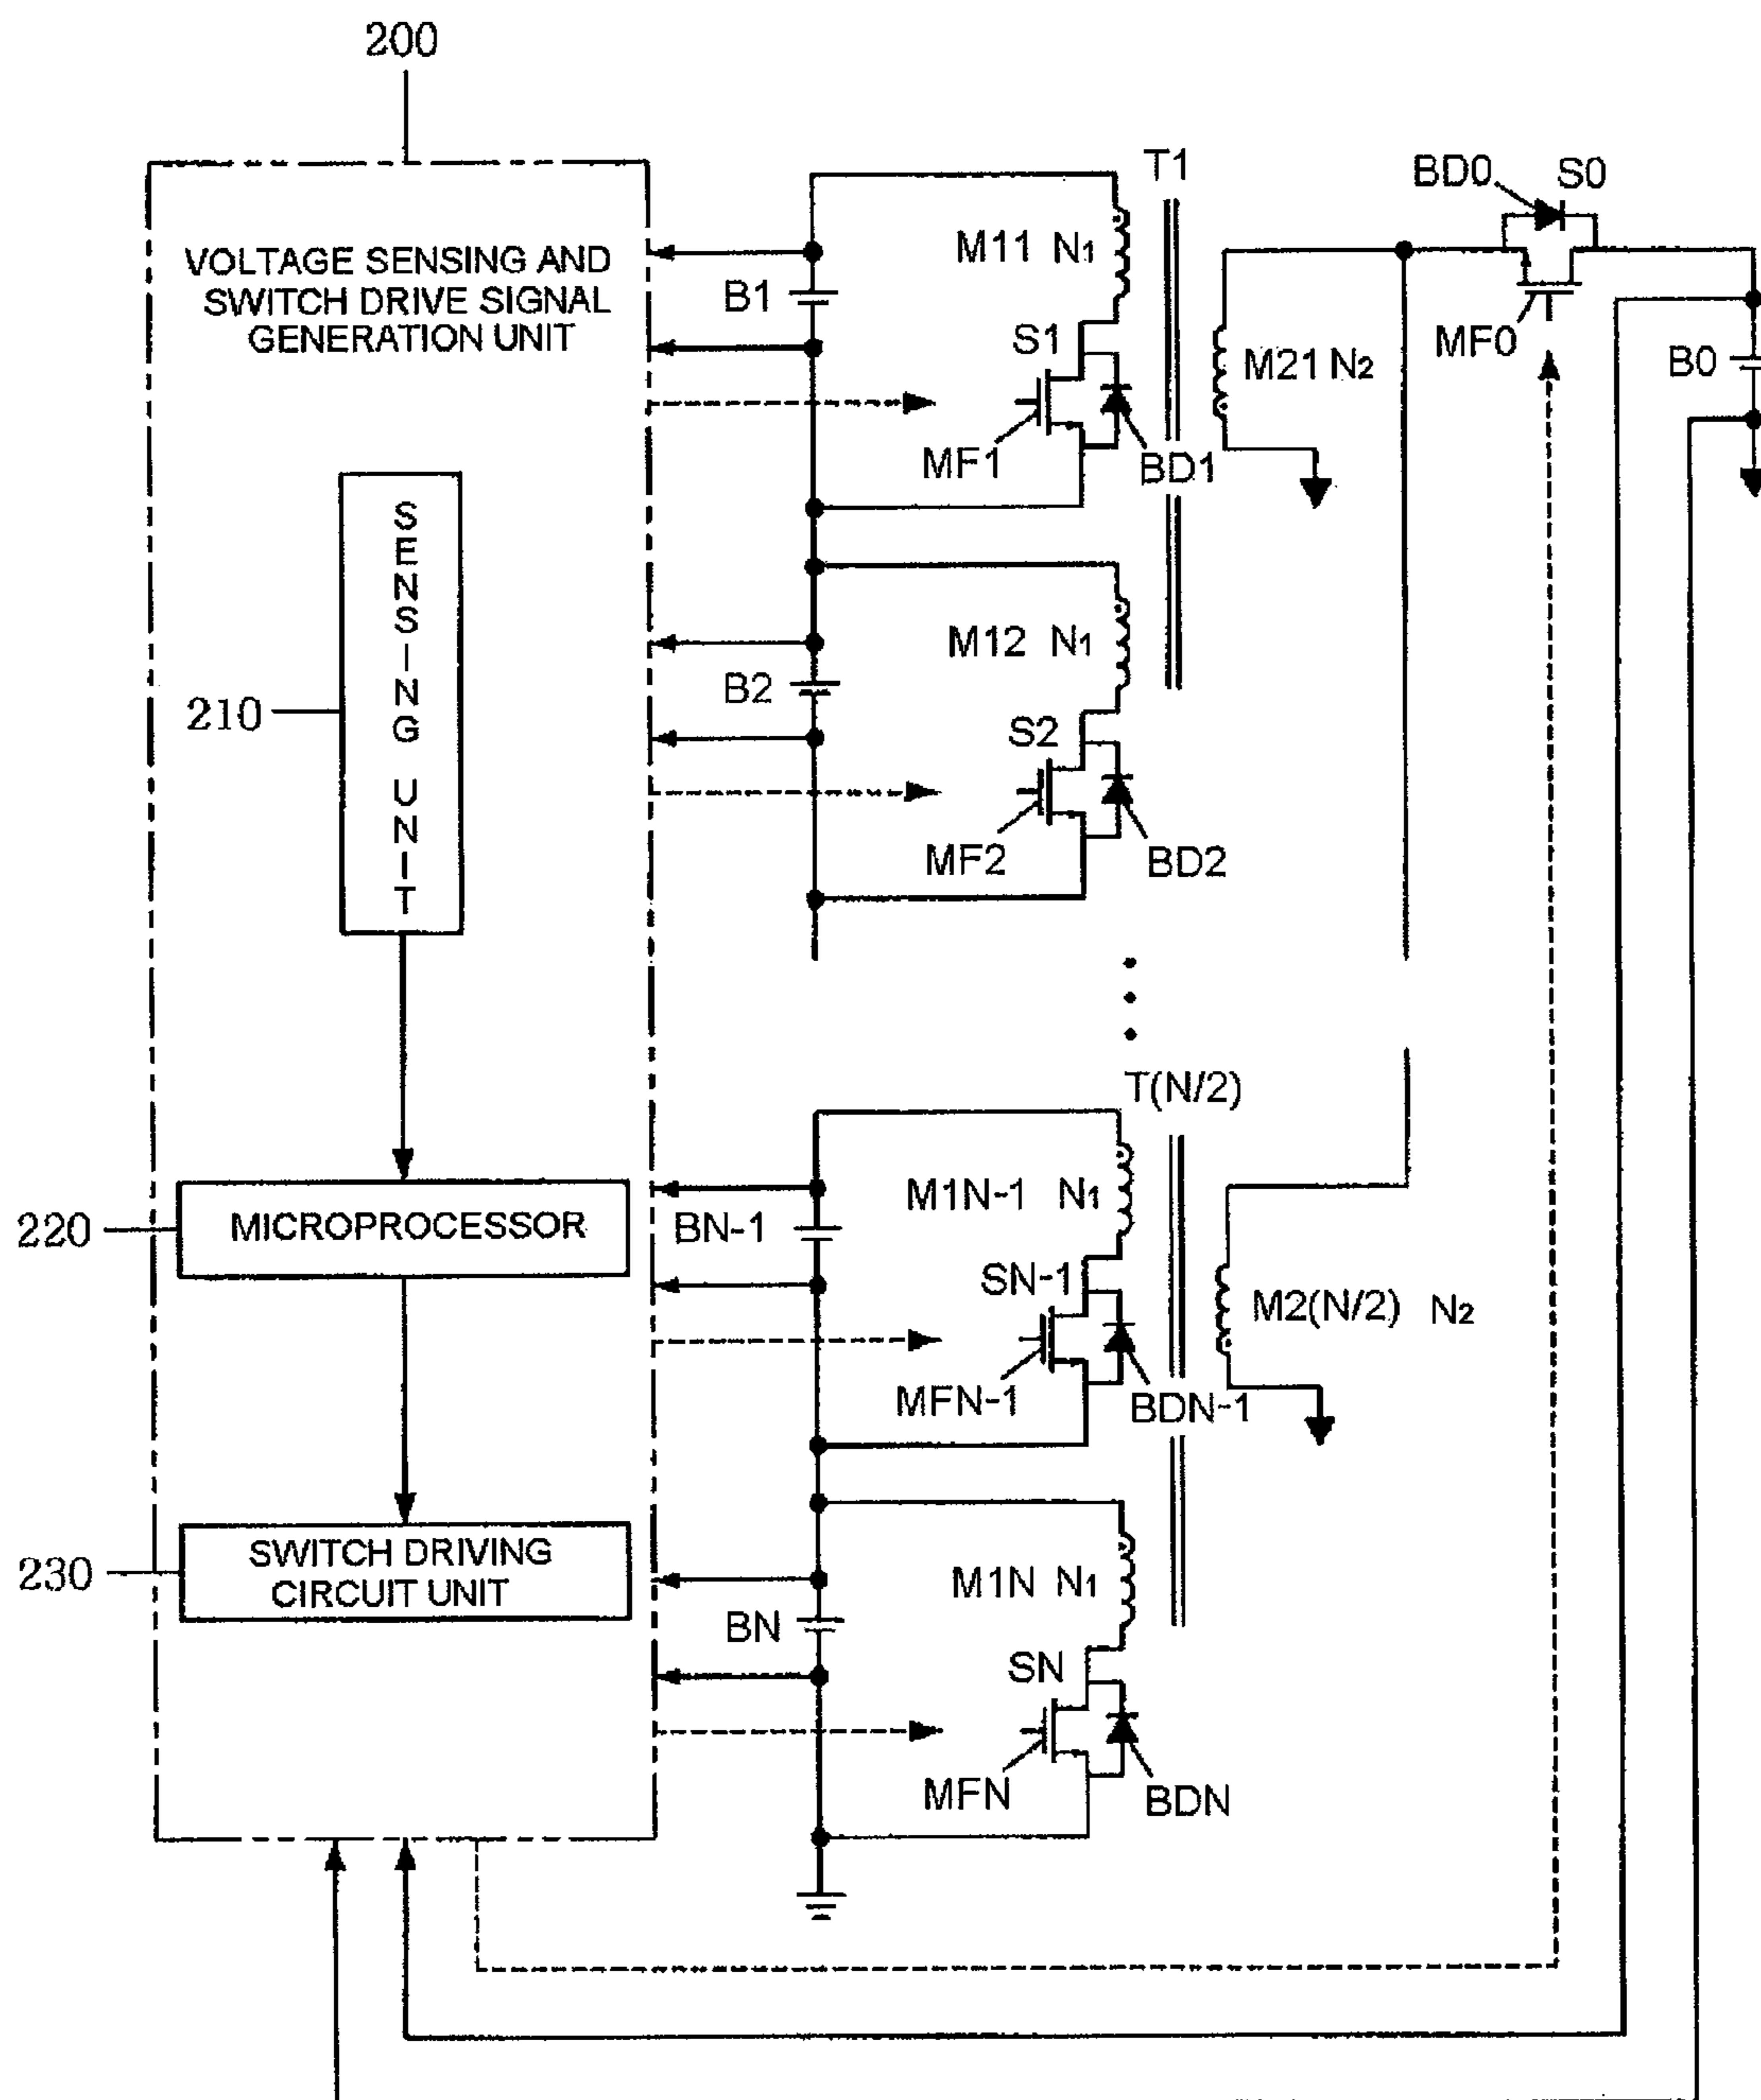 200
VOLTAGE SENSING AND
SWITCH DRIVE SIGNAL
GENERATION UNIT
T1
BD0
S0
M11 N1
B1
S1
MF0
B0
M21 N2
MF1
BD1
SENSING UNIT
210
M12 N1
B2
S2
MF2
BD2
T(N/2)
M1N-1 N1
220
MICROPROCESSOR
BN-1
SN-1
M2(N/2) N2
MFN-1
BDN-1
230
SWITCH DRIVING
CIRCUIT UNIT
M1N N1
BN
SN
MFN
BDN